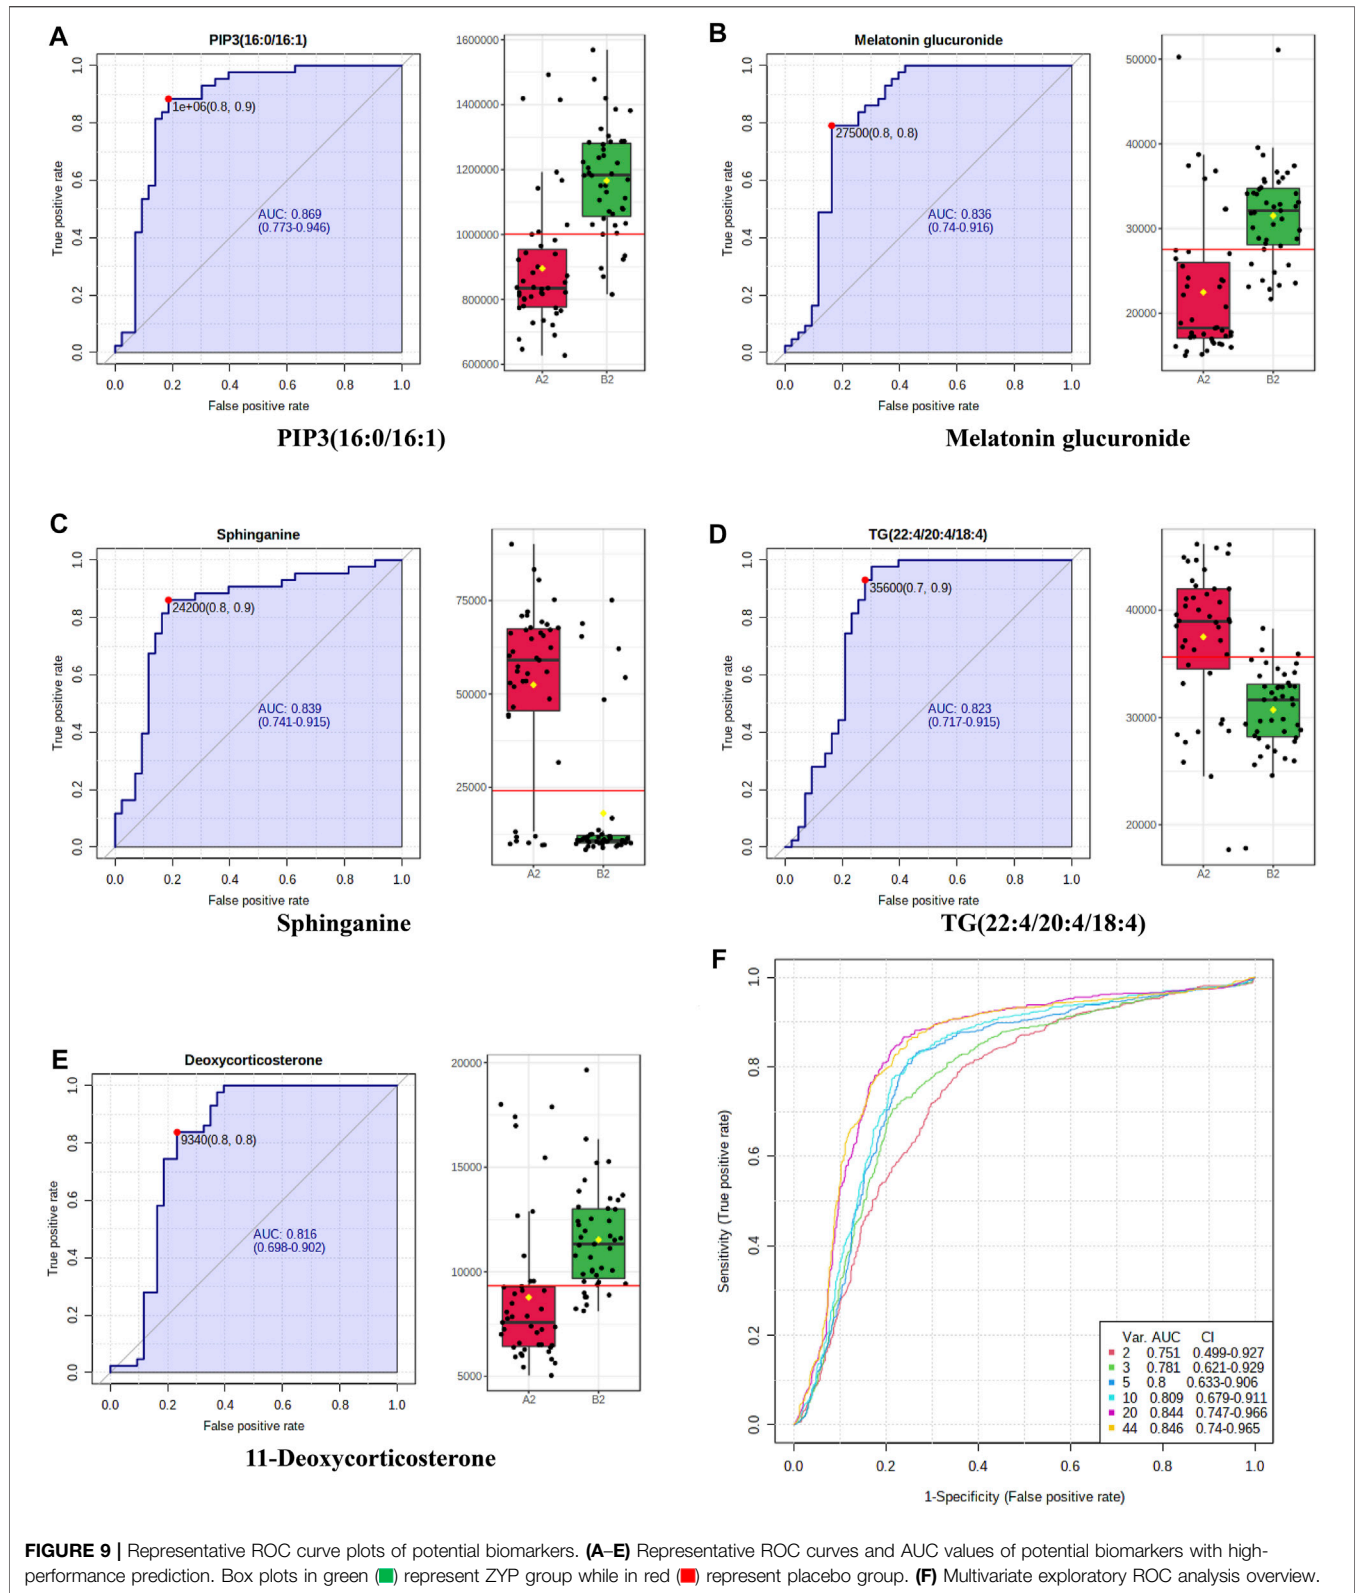 A
PIP3(16:0/16:1)
True positive rate
0.0 0.2 0.4 0.6 0.8 1.0
1e+06(0.8, 0.9)
AUC: 0.869
(0.773-0.946)
0.0 0.2 0.4 0.6 0.8 1.0
False positive rate
1600000
1400000
1200000
1000000
800000
600000
A2 B2
PIP3(16:0/16:1)
B
Melatonin glucuronide
True positive rate
0.0 0.2 0.4 0.6 0.8 1.0
27500(0.8, 0.8)
AUC: 0.836
(0.74-0.916)
0.0 0.2 0.4 0.6 0.8 1.0
False positive rate
50000
40000
30000
20000
A2 B2
Melatonin glucuronide
C
Sphinganine
True positive rate
0.0 0.2 0.4 0.6 0.8 1.0
24200(0.8, 0.9)
AUC: 0.839
(0.741-0.915)
0.0 0.2 0.4 0.6 0.8 1.0
False positive rate
75000
50000
25000
A2 B2
Sphinganine
D
TG(22:4/20:4/18:4)
True positive rate
0.0 0.2 0.4 0.6 0.8 1.0
35600(0.7, 0.9)
AUC: 0.823
(0.717-0.915)
0.0 0.2 0.4 0.6 0.8 1.0
False positive rate
40000
30000
20000
A2 B2
TG(22:4/20:4/18:4)
E
Deoxycorticosterone
True positive rate
0.0 0.2 0.4 0.6 0.8 1.0
9340(0.8, 0.8)
AUC: 0.816
(0.698-0.902)
0.0 0.2 0.4 0.6 0.8 1.0
False positive rate
20000
15000
10000
5000
A2 B2
11-Deoxycorticosterone
F
Sensitivity (True positive rate)
0.0 0.2 0.4 0.6 0.8 1.0
Var. AUC CI
2 0.751 0.499-0.927
3 0.781 0.621-0.929
5 0.8 0.633-0.906
10 0.809 0.679-0.911
20 0.844 0.747-0.966
44 0.846 0.74-0.965
0.0 0.2 0.4 0.6 0.8 1.0
1-Specificity (False positive rate)
FIGURE 9 | Representative ROC curve plots of potential biomarkers. (A–E) Representative ROC curves and AUC values of potential biomarkers with high-
performance prediction. Box plots in green (■) represent ZYP group while in red (■) represent placebo group. (F) Multivariate exploratory ROC analysis overview.